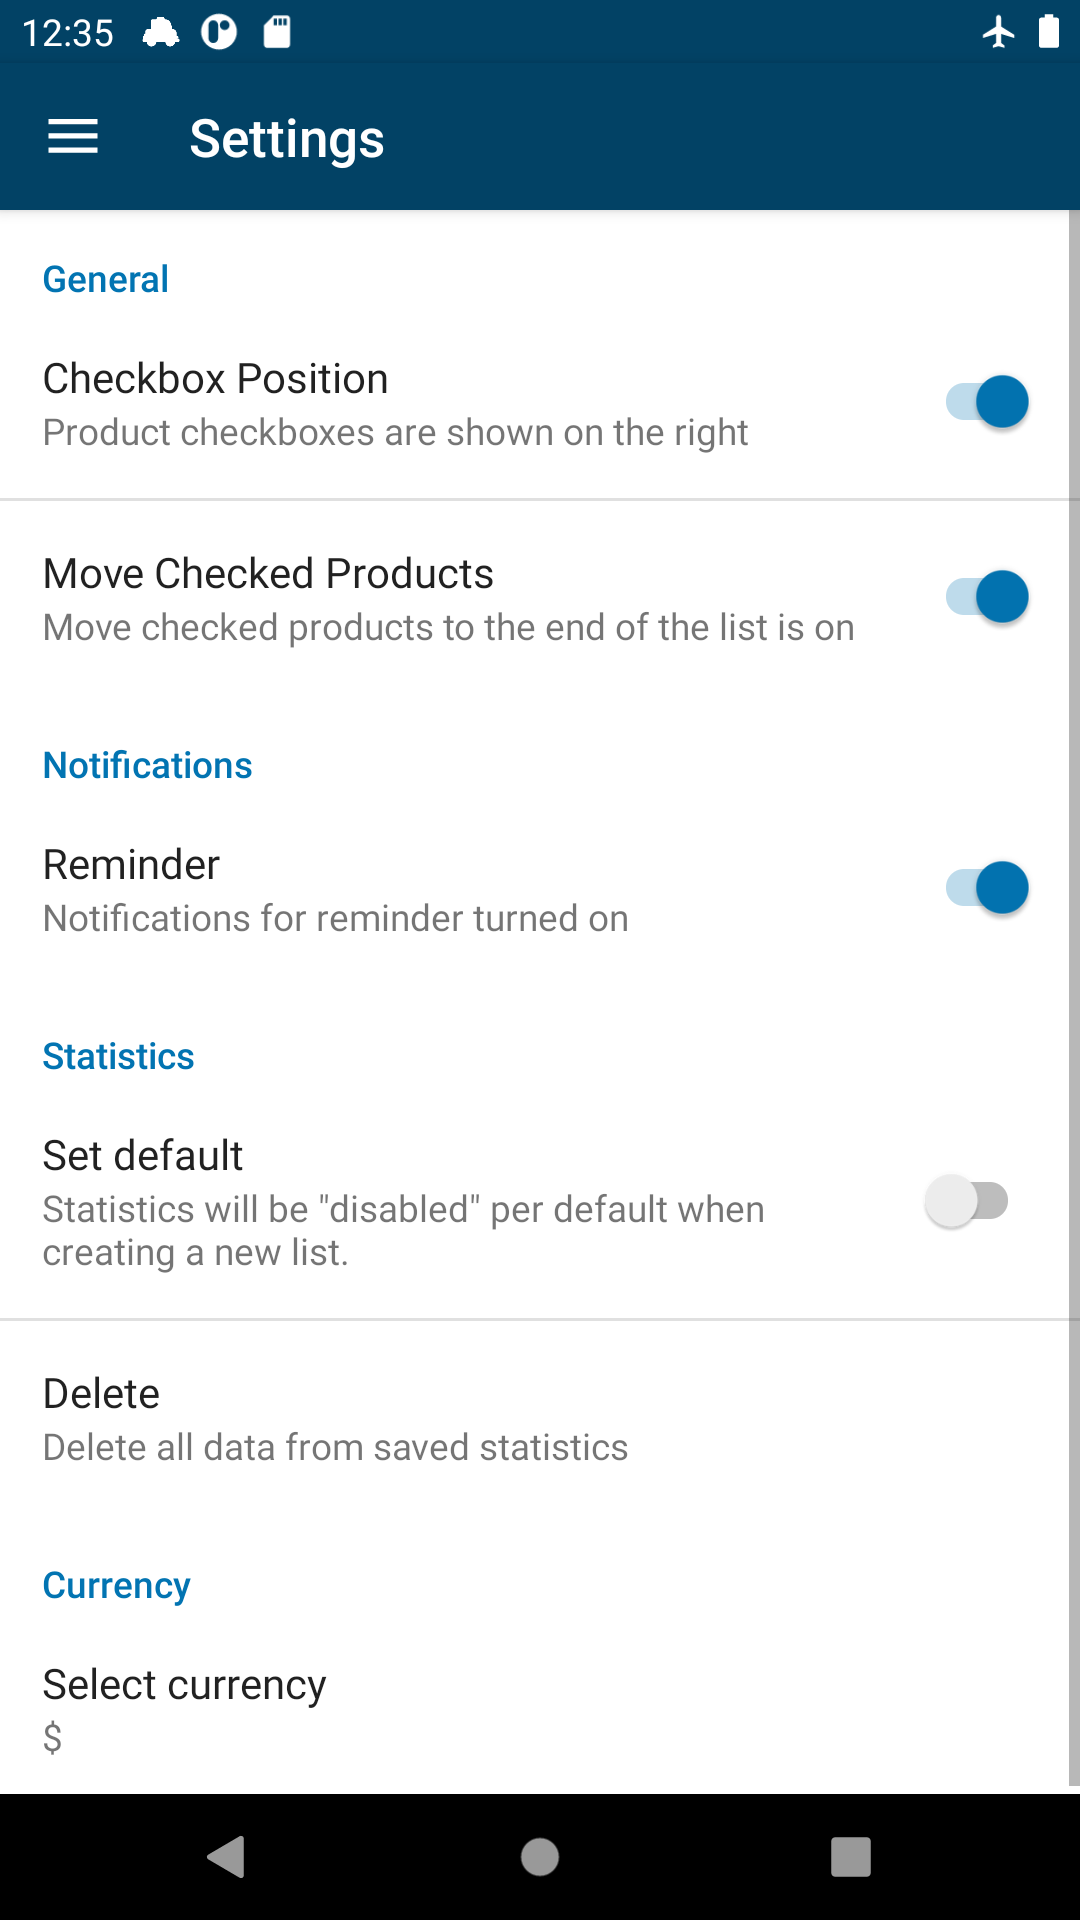 12:35
Settings
General
Checkbox Position
Product checkboxes are shown on the right
Move Checked Products
Move checked products to the end of the list is on
Notifications
Reminder
Notifications for reminder turned on
Statistics
Set default
Statistics will be "disabled" per default when
creating a new list.
Delete
Delete all data from saved statistics
Currency
Select currency
$